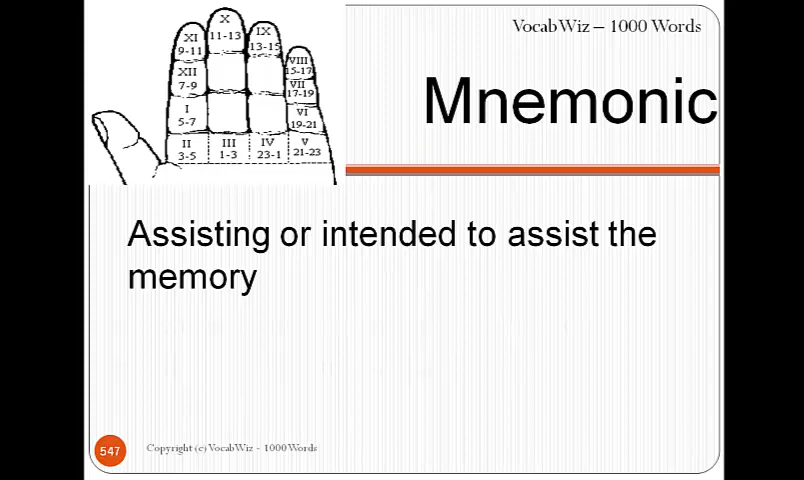 VocabWiz – 1000 Words
X
11-13
IX
13-15
XI
9-11
VIII
15-17
XII
7-9
VII
17-19
I
5-7
VI
19-21
II
3-5
III
1-3
IV
23-1
V
21-23
Mnemonic
Assisting or intended to assist the
memory
547
Copyright (c) VocabWiz - 1000 Words